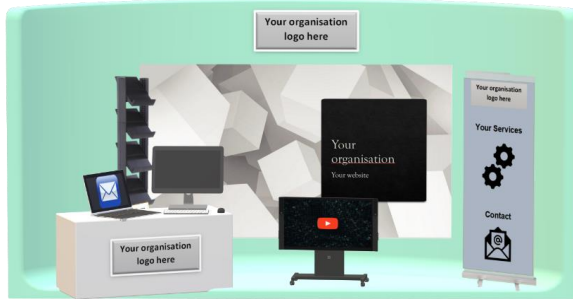 Your organisation
logo here
Your organisation
logo here
Your Services
Contact
Your
organisation
Your website
Your organisation
logo here